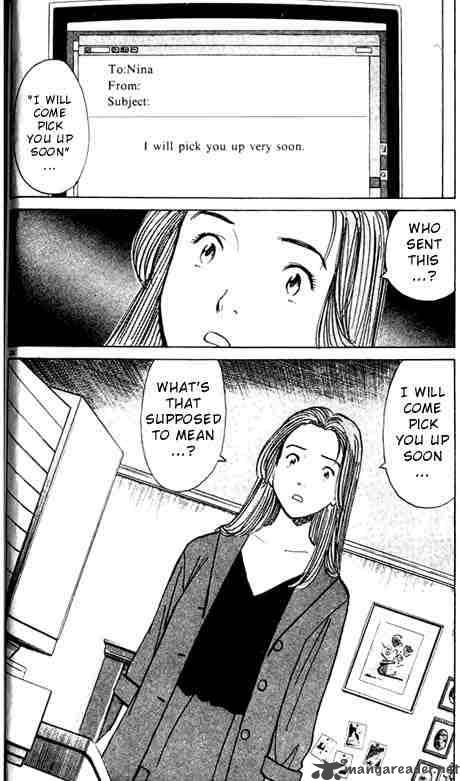 To:Nina
From:
Subject:
I will pick you up very soon.
"I WILL
COME
PICK
YOU UP
SOON"
...
WHO
SENT
THIS
...?
I WILL
COME
PICK
YOU UP
SOON
...
WHAT'S
THAT
SUPPOSED
TO MEAN
...?
mangareader.net